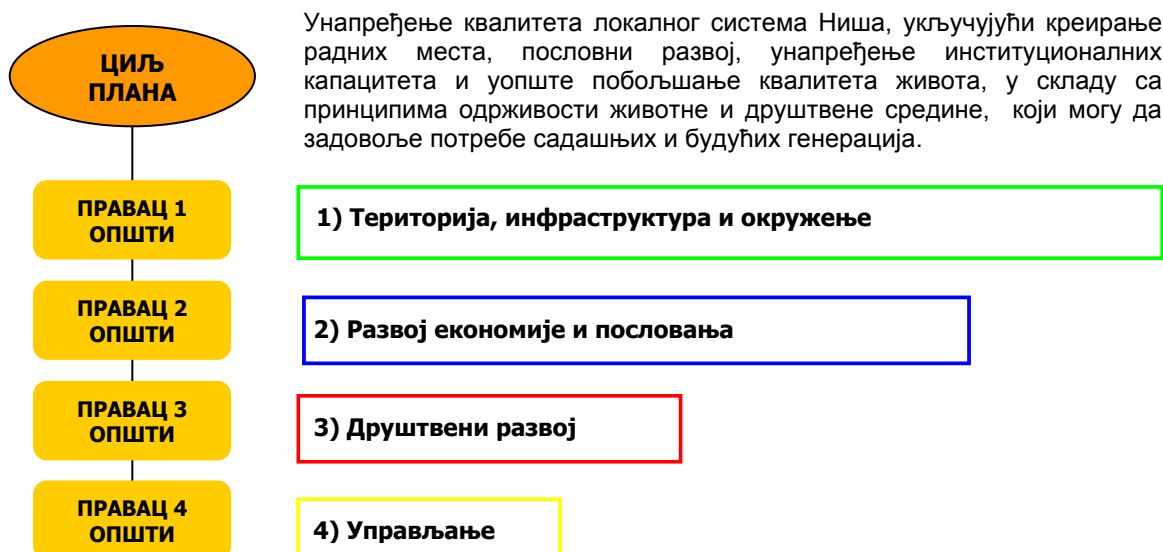 Унапређење квалитета локалног система Ниша, укључујући креирање
радних места, пословни развој, унапређење институционалних
капацитета и уопште побољшање квалитета живота, у складу са
принципима одрживости животне и друштвене средине, који могу да
задовоље потребе садашњих и будућих генерација.
ЦИЉ
ПЛАНА
ПРАВАЦ 1
ОПШТИ
1) Територија, инфраструктура и окружење
ПРАВАЦ 2
ОПШТИ
2) Развој економије и пословања
ПРАВАЦ 3
ОПШТИ
3) Друштвени развој
ПРАВАЦ 4
ОПШТИ
4) Управљање